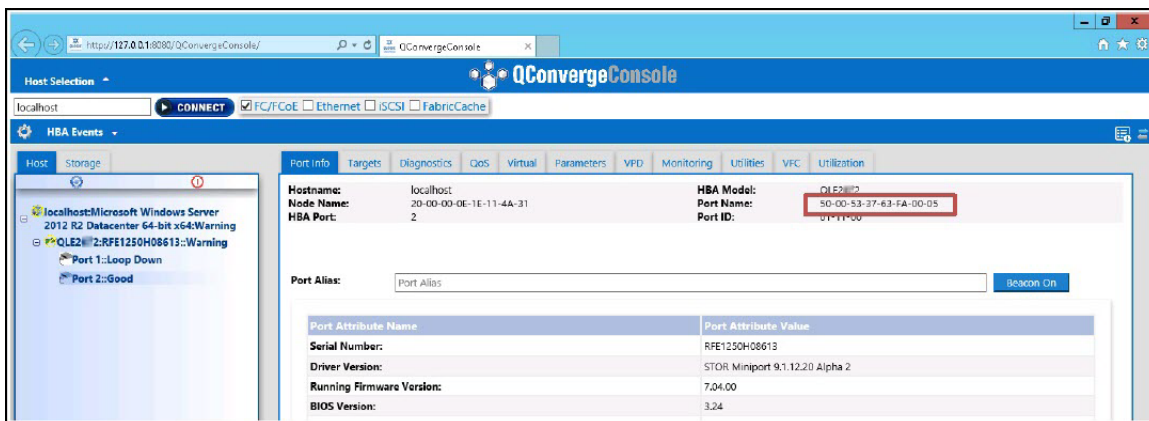 http://127.0.0.1:8080/QConvergeConsole/
QConvergeConsole
Host Selection
QConvergeConsole
localhost
CONNECT
FC/FCoE Ethernet iSCSI FabricCache
HBA Events
Host Storage
Port Info Targets Diagnostics QoS Virtual Parameters VPD Monitoring Utilities VFC Utilization
localhost:Microsoft Windows Server
2012 R2 Datacenter 64-bit x64:Warning
2:RFE1250H08613::Warning
Port 1::Loop Down
Port 2::Good
Hostname: localhost HBA Model:
Node Name: 20-00-00-0E-1E-11-4A-31 Port Name: 50-00-53-37-63-FA-00-05
HBA Port: 2 Port ID: 01-11-00
Port Alias: Port Alias Beacon On
Port Attribute Name Port Attribute Value
Serial Number: RFE1250H08613
Driver Version: STOR Miniport 9.1.12.20 Alpha 2
Running Firmware Version: 7.04.00
BIOS Version: 3.24